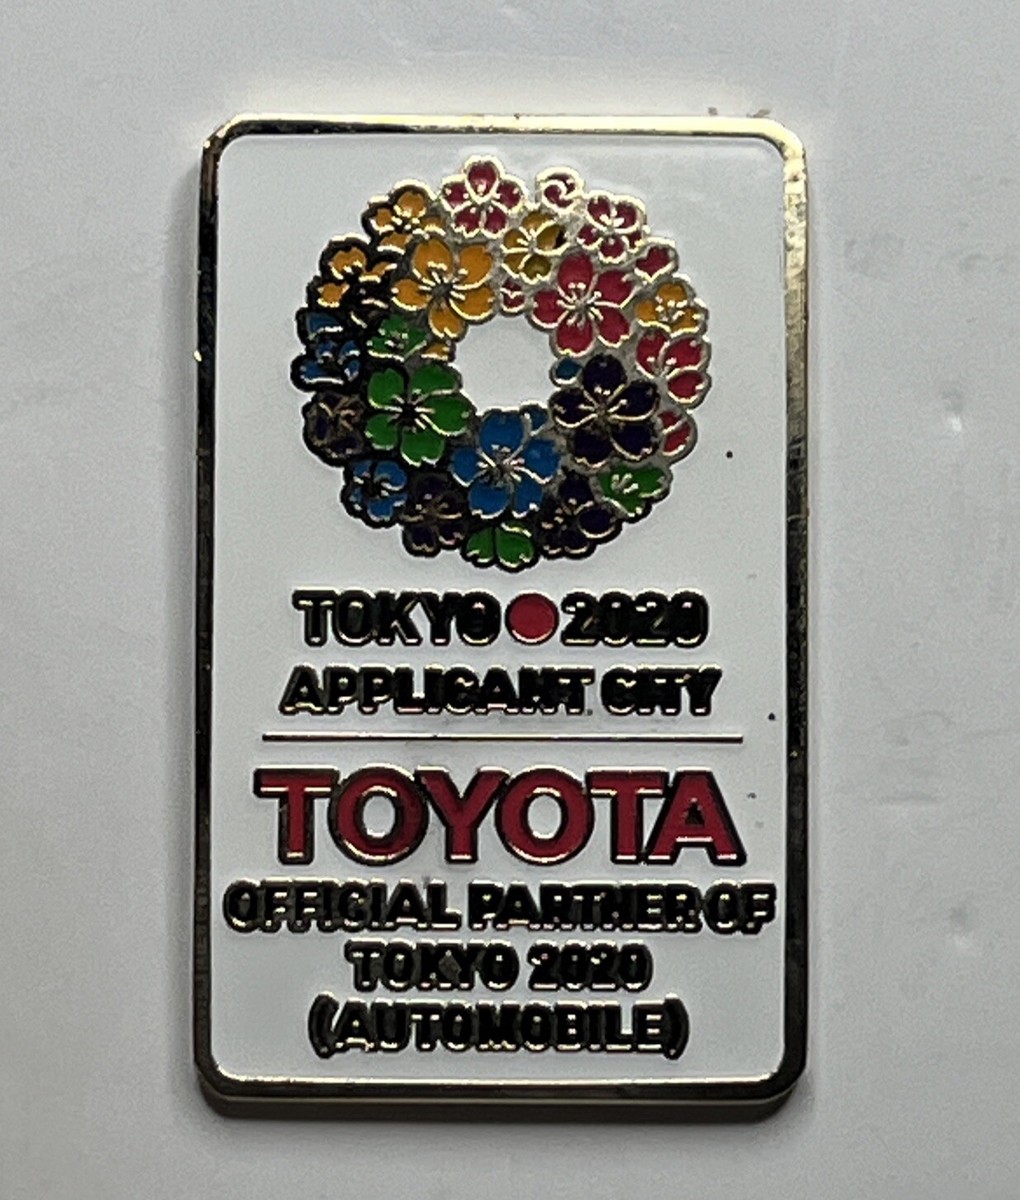 TOKYO 2020
APPLICANT CITY
TOYOTA
OFFICIAL PARTNER OF
TOKYO 2020
(AUTOMOBILE)